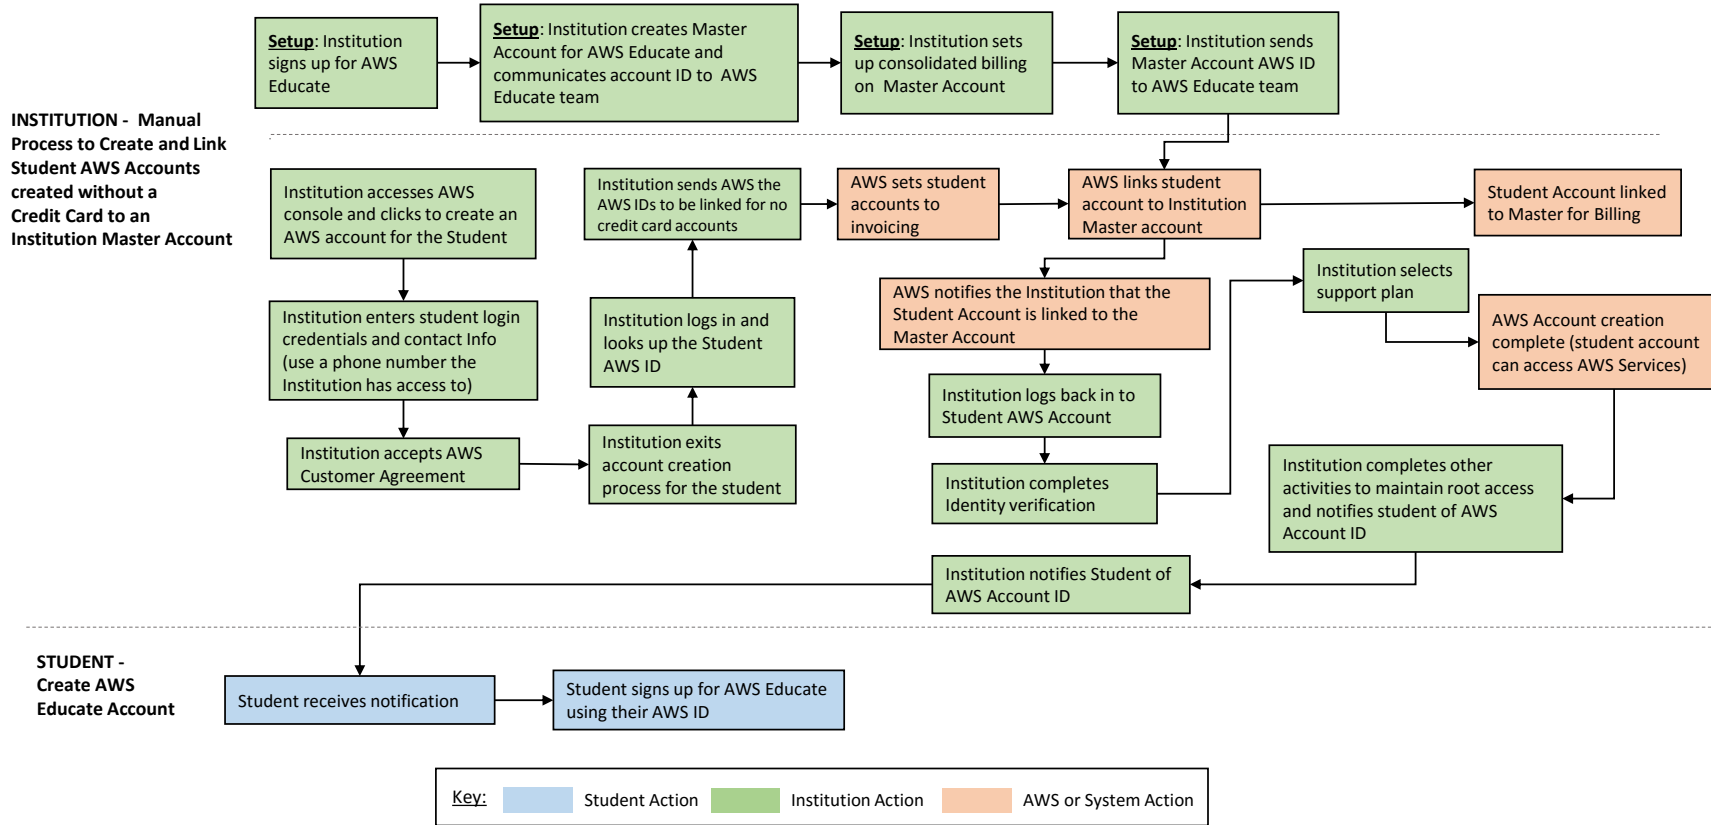 Setup: Institution
signs up for AWS
Educate
Setup: Institution creates Master
Account for AWS Educate and
communicates account ID to AWS
Educate team
Setup: Institution sets
up consolidated billing
on Master Account
Setup: Institution sends
Master Account AWS ID
to AWS Educate team
INSTITUTION - Manual
Process to Create and Link
Student AWS Accounts
created without a
Credit Card to an
Institution Master Account
Institution accesses AWS
console and clicks to create an
AWS account for the Student
Institution sends AWS the
AWS IDs to be linked for no
credit card accounts
AWS sets student
accounts to
invoicing
AWS links student
account to Institution
Master account
Student Account linked
to Master for Billing
Institution enters student login
credentials and contact Info
(use a phone number the
Institution has access to)
Institution logs in and
looks up the Student
AWS ID
AWS notifies the Institution that the
Student Account is linked to the
Master Account
Institution selects
support plan
AWS Account creation
complete (student account
can access AWS Services)
Institution accepts AWS
Customer Agreement
Institution exits
account creation
process for the student
Institution logs back in to
Student AWS Account
Institution completes
Identity verification
Institution completes other
activities to maintain root access
and notifies student of AWS
Account ID
Institution notifies Student of
AWS Account ID
STUDENT -
Create AWS
Educate Account
Student receives notification
Student signs up for AWS Educate
using their AWS ID
Key:
Student Action
Institution Action
AWS or System Action